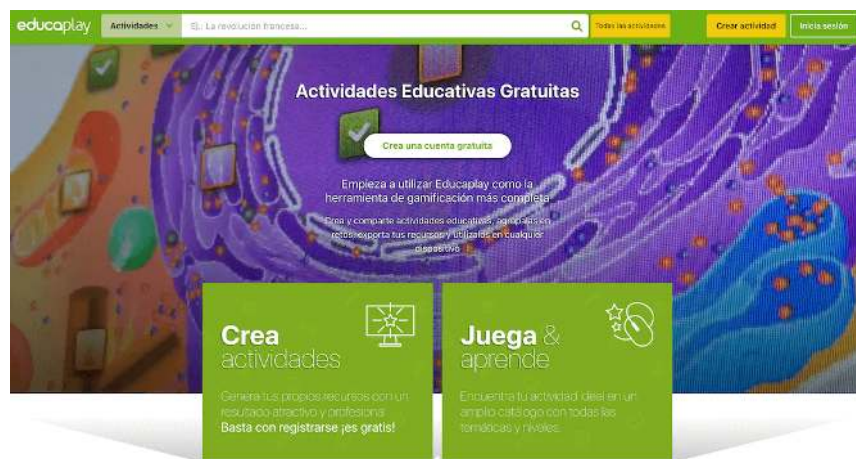 educaplay Actividades Ej.: La revolución francesa... Todas las actividades Crear actividad Inicia sesión
Actividades Educativas Gratuitas
Crea una cuenta gratuita
Empieza a utilizar Educaplay como la
herramienta de gamificación más completa
Crea y comparte actividades educativas, agrúpalas en
retos, exporta tus recursos y utilízalos en cualquier
dispositivo
Crea
actividades
Genera tus propios recursos con un
resultado atractivo y profesional
Basta con registrarse ¡es gratis!
Juega &
aprende
Encuentra tu actividad ideal en un
amplio catálogo con todas las
temáticas y niveles.